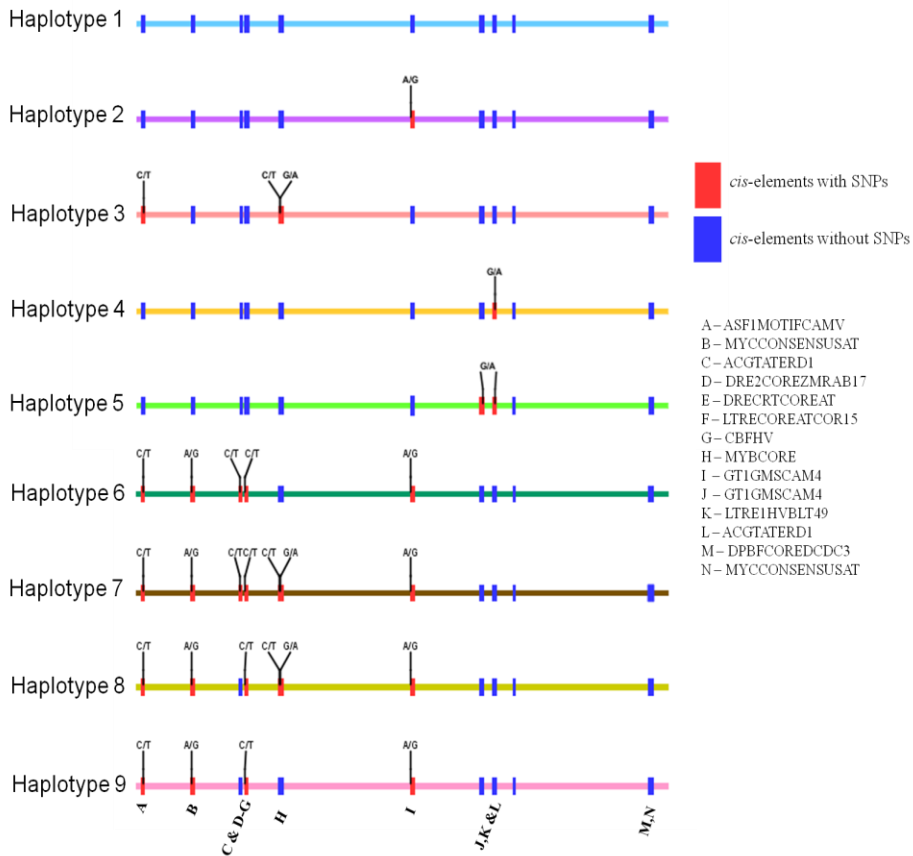 Haplotype 1
A/G
Haplotype 2
C/T C/T G/A
Haplotype 3
G/A
Haplotype 4
G/A
Haplotype 5
C/T A/G C/T C/T A/G
Haplotype 6
C/T A/G C/T C/T C/T G/A A/G
Haplotype 7
C/T A/G C/T C/T G/A A/G
Haplotype 8
C/T A/G C/T A/G
Haplotype 9
A B C & D-G H I J,K &L M,N
cis-elements with SNPs
cis-elements without SNPs
A – ASF1MOTIFCAMV
B – MYCCONSENSUSAT
C – ACGTATERD1
D – DRE2COREZMRAB17
E – DRECRTCOREAT
F – LTRECOREATCOR15
G – CBFHV
H – MYBCORE
I – GT1GMSCAM4
J – GT1GMSCAM4
K – LTRE1HVBLT49
L – ACGTATERD1
M – DPBFCOREDCDC3
N – MYCCONSENSUSAT